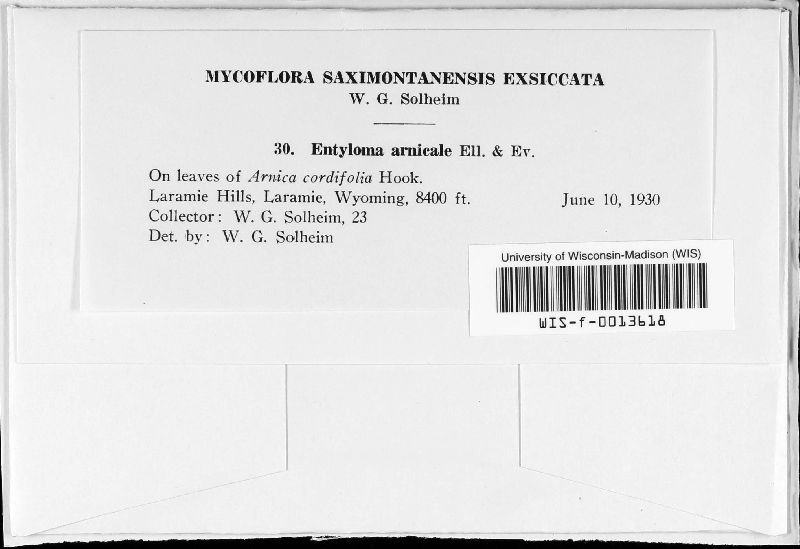 MYCOFLORA SAXIMONTANENSIS EXSICCATA
W. G. Solheim
30. Entyloma arnicale Ell. & Ev.
On leaves of Arnica cordifolia Hook.
Laramie Hills, Laramie, Wyoming, 8400 ft. June 10, 1930
Collector: W. G. Solheim, 23
Det. by: W. G. Solheim
University of Wisconsin-Madison (WIS)
WIS-f-0013618